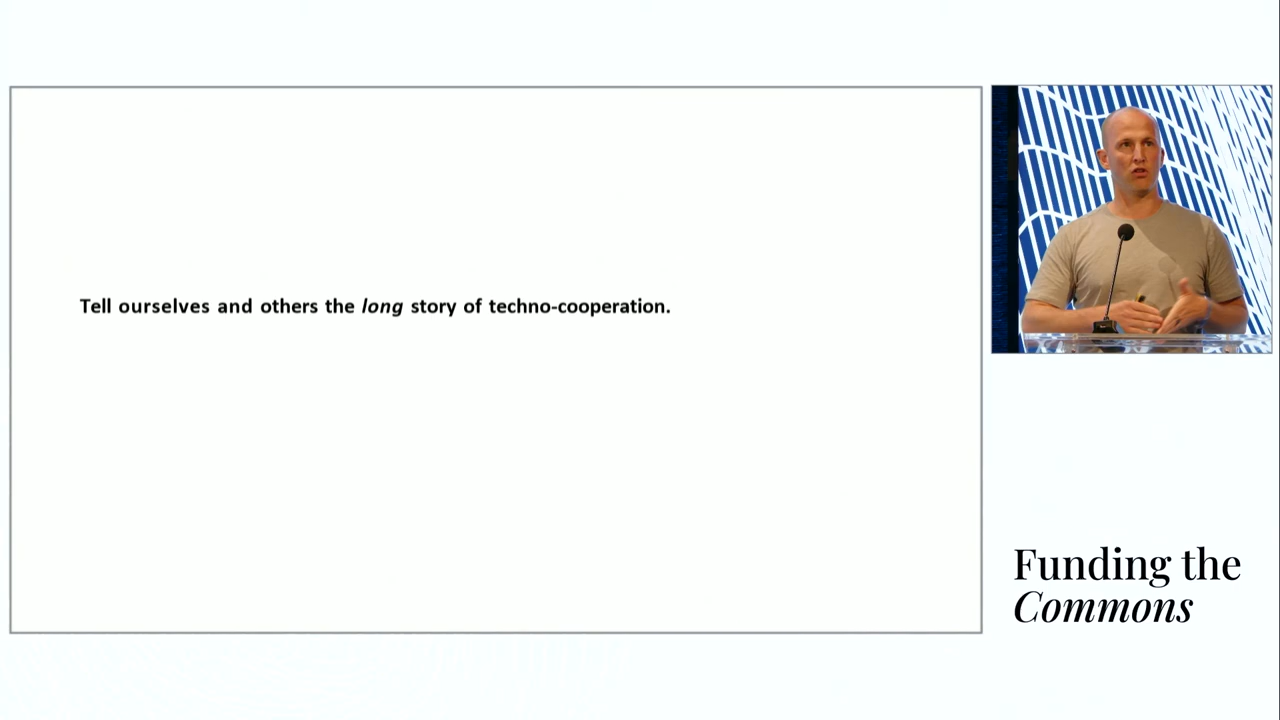 Tell ourselves and others the long story of techno-cooperation.
Funding the
Commons